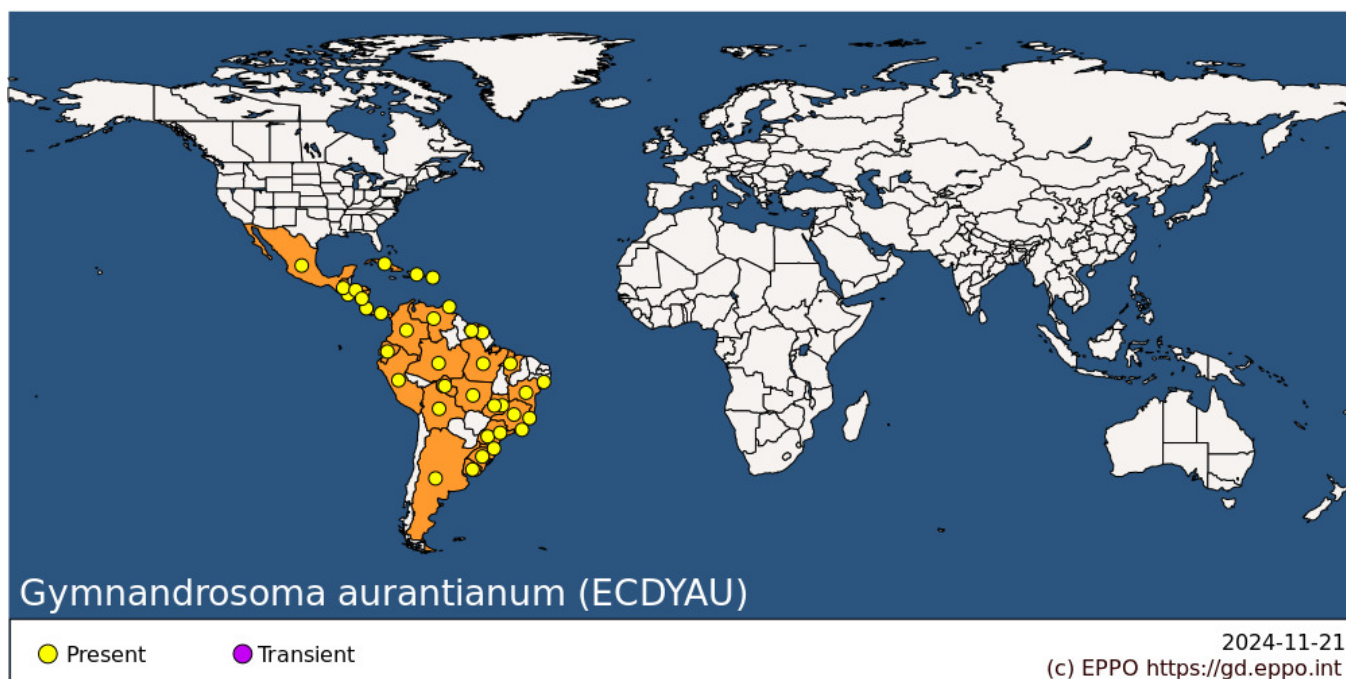 Gymnandrosoma aurantianum (ECDYAU)
Present
Transient
2024-11-21
(c) EPPO https://gd.eppo.int